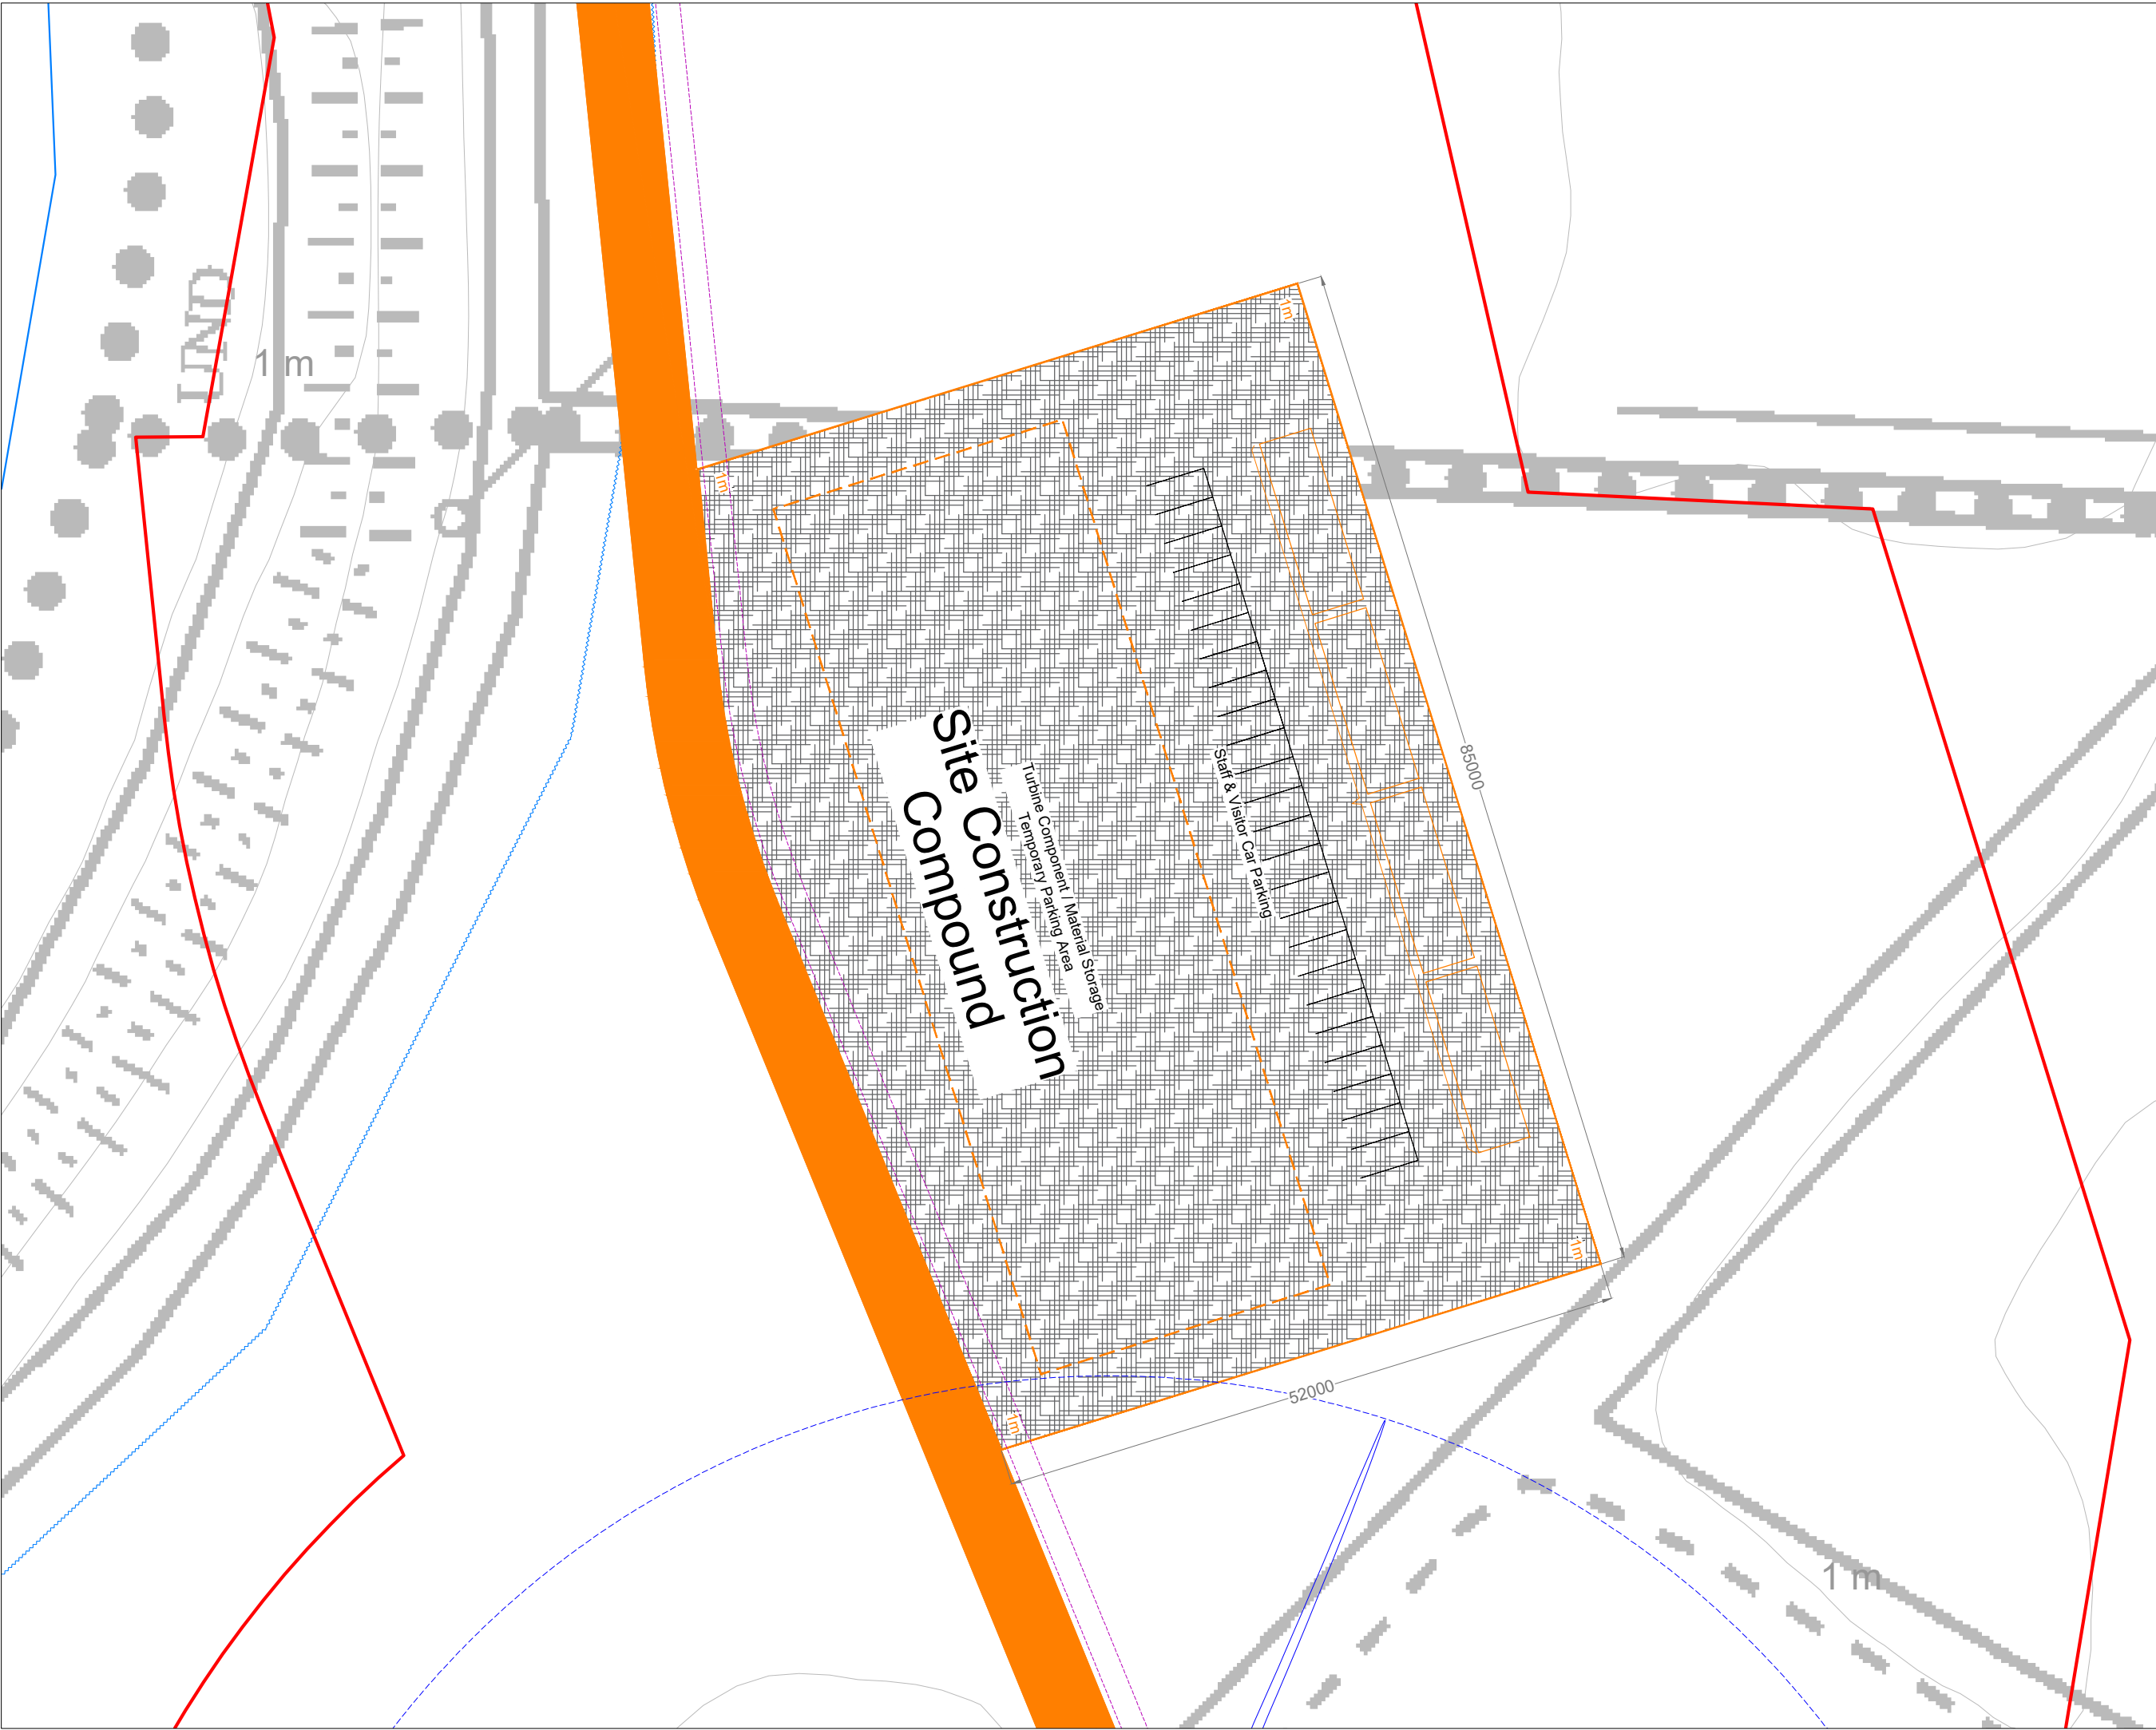 UND
1 m
1m
1m
85000
Staff & Visitor Car Parking
Turbine Component / Material Storage
Temporary Parking Area
Site Construction
Compound
1m
52000
1m
1 m